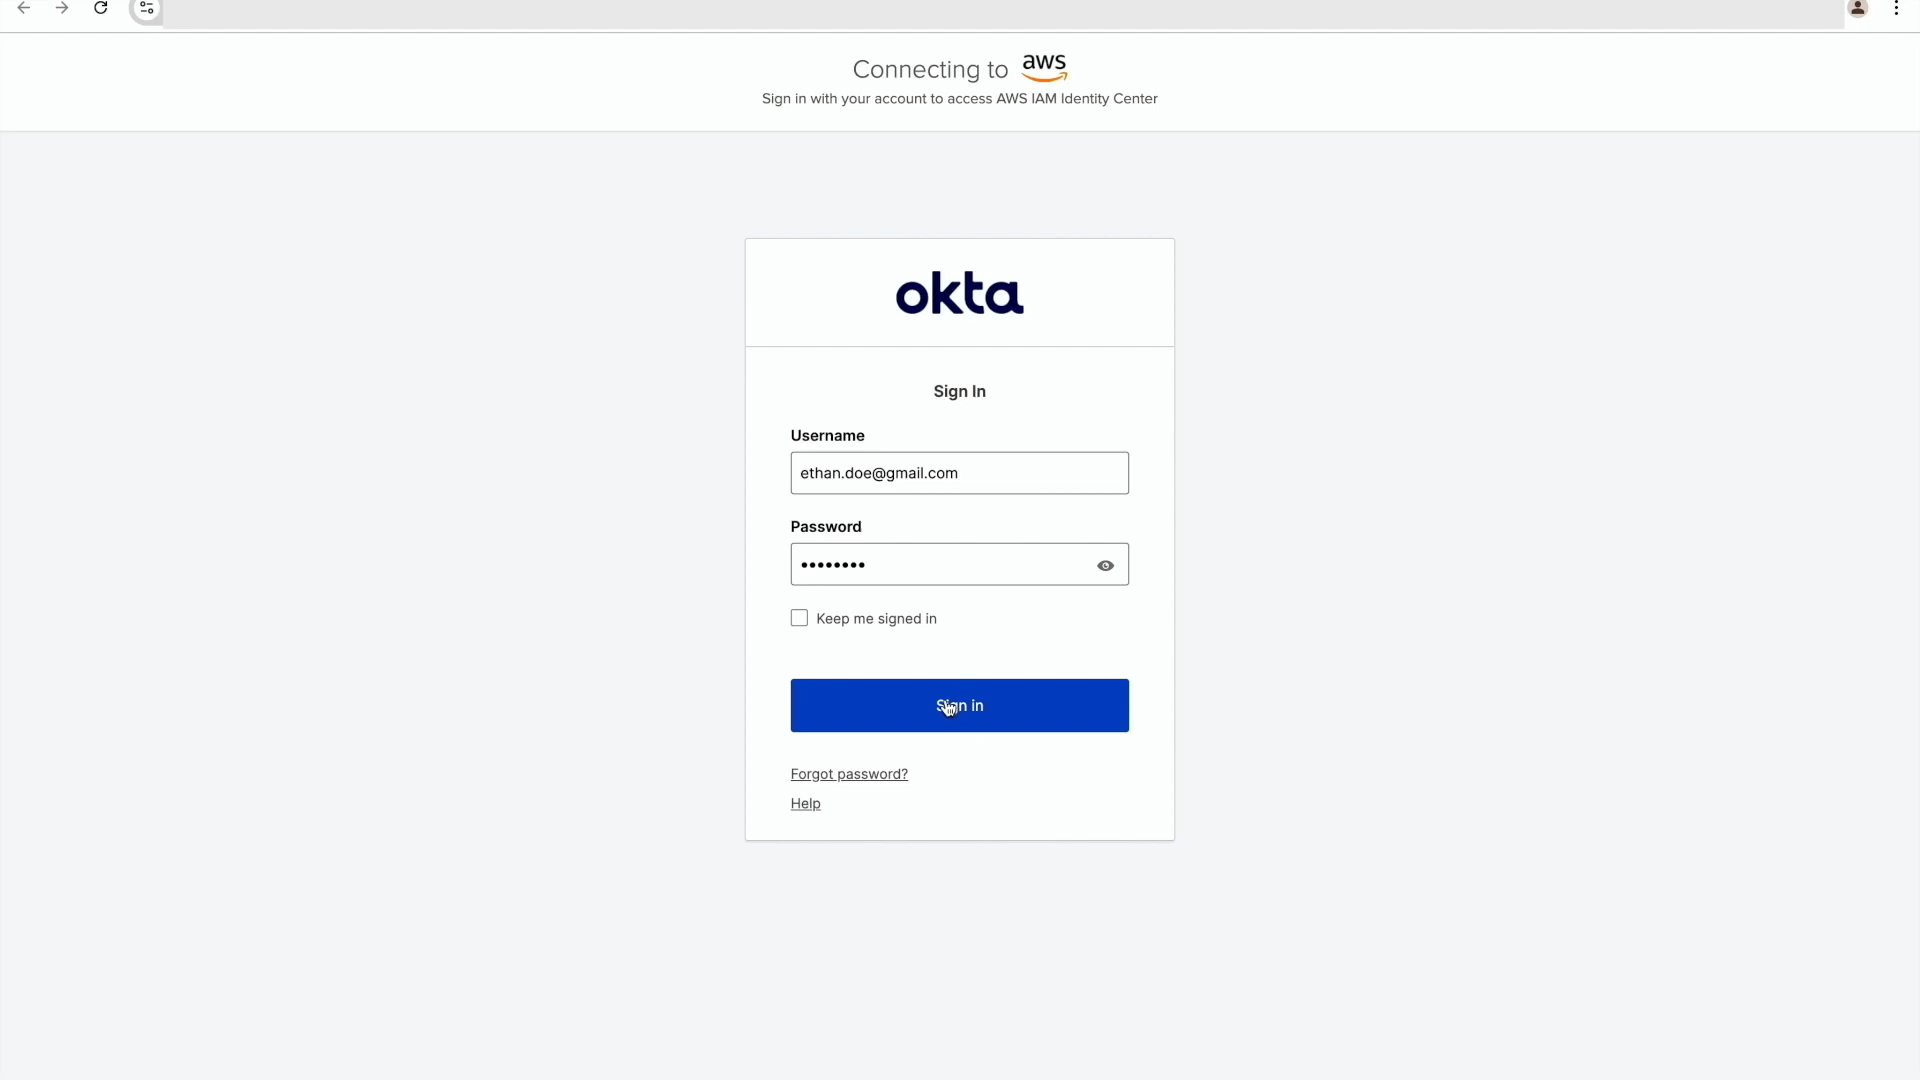 Connecting to aws
Sign in with your account to access AWS IAM Identity Center
okta
Sign In
Username
ethan.doe@gmail.com
Password
••••••••
Keep me signed in
Sign in
Forgot password?
Help